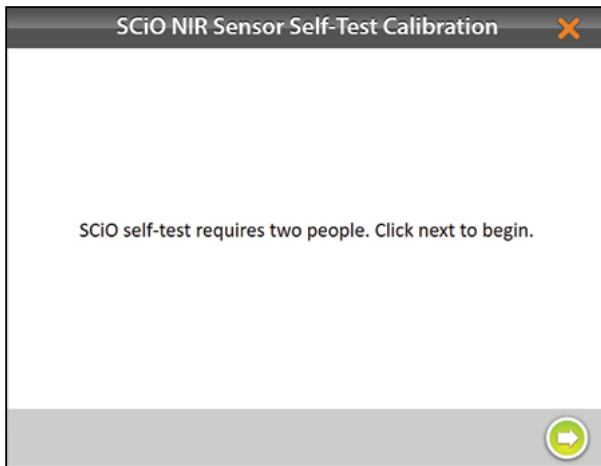 SCiO NIR Sensor Self-Test Calibration
SCiO self-test requires two people. Click next to begin.